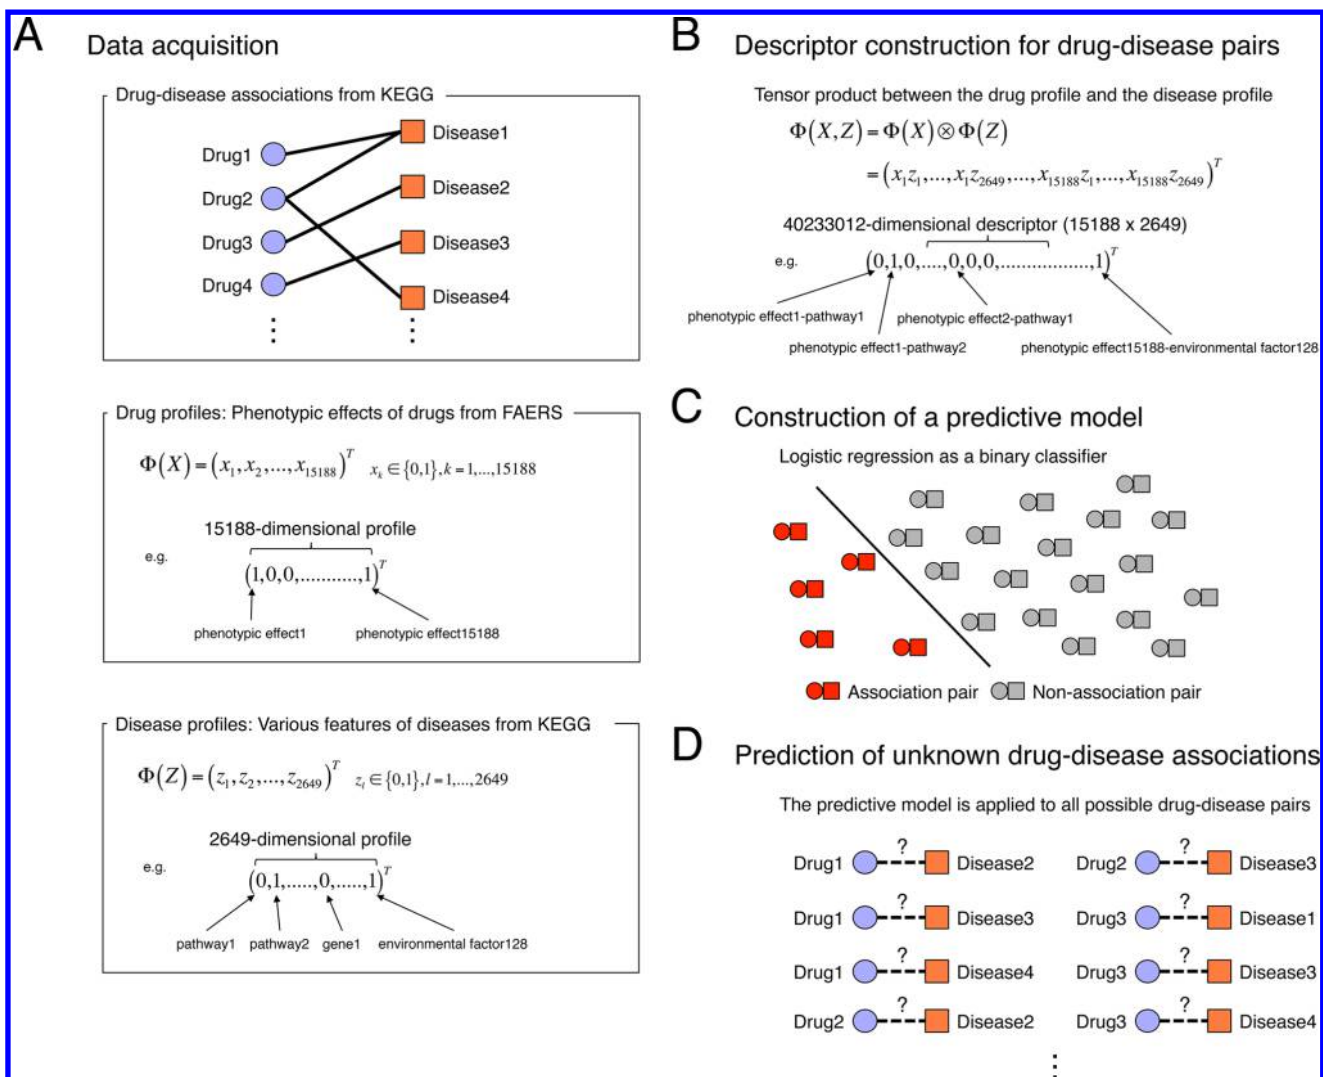 A
Data acquisition
Drug-disease associations from KEGG
Drug1
Drug2
Drug3
Drug4
Disease1
Disease2
Disease3
Disease4
⋮ ⋮
Drug profiles: Phenotypic effects of drugs from FAERS
Φ(X) = (x₁, x₂,..., x₁₅₁₈₈)ᵀ xₖ ∈ {0,1}, k = 1,...,15188
15188-dimensional profile
e.g.
(1,0,0,............,1)ᵀ
phenotypic effect1 phenotypic effect15188
Disease profiles: Various features of diseases from KEGG
Φ(Z) = (z₁, z₂,..., z₂₆₄₉)ᵀ zₗ ∈ {0,1}, l = 1,...,2649
2649-dimensional profile
e.g.
(0,1,.....,0,.....,1)ᵀ
pathway1 pathway2 gene1 environmental factor128
B
Descriptor construction for drug-disease pairs
Tensor product between the drug profile and the disease profile
Φ(X,Z) = Φ(X) ⊗ Φ(Z)
= (x₁z₁,..., x₁z₂₆₄₉,..., x₁₅₁₈₈z₁,..., x₁₅₁₈₈z₂₆₄₉)ᵀ
40233012-dimensional descriptor (15188 x 2649)
e.g.
(0,1,0,....,0,0,0,................,1)ᵀ
phenotypic effect1-pathway1 phenotypic effect2-pathway1
phenotypic effect1-pathway2 phenotypic effect15188-environmental factor128
C
Construction of a predictive model
Logistic regression as a binary classifier
Association pair Non-association pair
D
Prediction of unknown drug-disease associations
The predictive model is applied to all possible drug-disease pairs
Drug1 ? Disease2 Drug2 ? Disease3
Drug1 ? Disease3 Drug3 ? Disease1
Drug1 ? Disease4 Drug3 ? Disease3
Drug2 ? Disease2 Drug3 ? Disease4
⋮